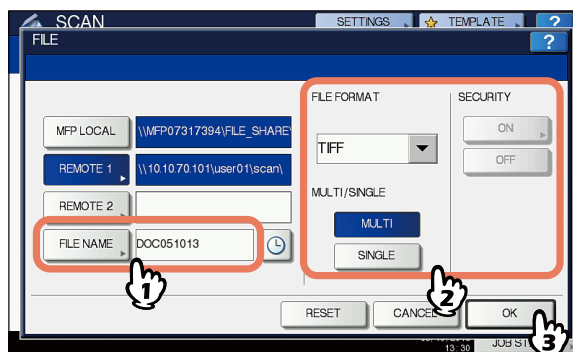 SCAN
SETTINGS
TEMPLATE
?
FILE
?
FILE FORMAT
SECURITY
MFP LOCAL
\\MFP07317394\FILE_SHARE\
TIFF
ON
REMOTE 1
\\10.10.70.101\user01\scan\
OFF
REMOTE 2
MULTI/SINGLE
MULTI
FILE NAME
DOC051013
SINGLE
1
2
RESET
CANCEL
OK
3
13:30